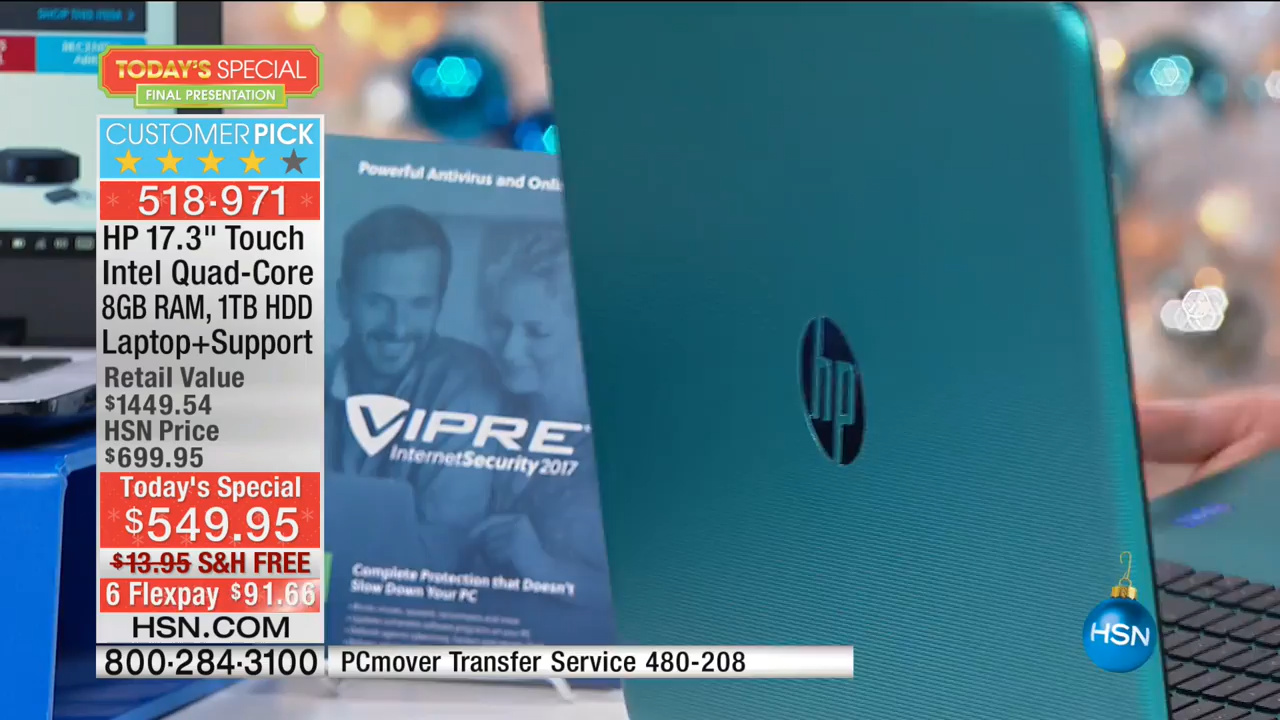 SHOP THIS ITEM
TODAY'S SPECIAL
FINAL PRESENTATION
CUSTOMER PICK
518-971
HP 17.3" Touch
Intel Quad-Core
8GB RAM, 1TB HDD
Laptop+Support
Retail Value
$1449.54
HSN Price
$699.95
Today's Special
$549.95
$13.95 S&H FREE
6 Flexpay $91.66
HSN.COM
800-284-3100
PCmover Transfer Service 480-208
Powerful Antivirus and
VIPRE
InternetSecurity 2017
Complete Protection that Doesn't
Slow Down Your PC
hp
HSN